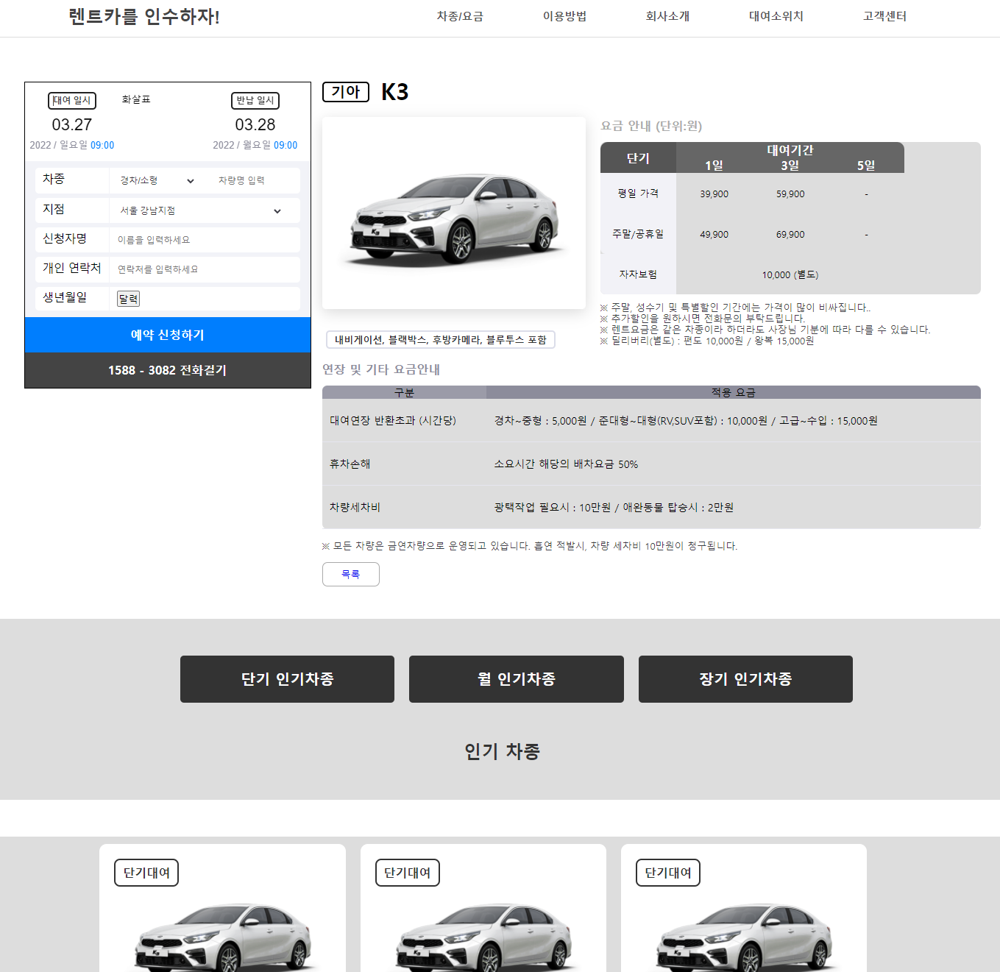 렌트카를 인수하자!
차종/요금 이용방법 회사소개 대여소위치 고객센터
대여 일시 화살표 반납 일시
03.27 03.28
2022 / 일요일 09:00 2022 / 월요일 09:00
차종 경차/소형 차량명 입력
지점 서울 강남지점
신청자명 이름을 입력하세요
개인 연락처 연락처를 입력하세요
생년월일 달력
예약 신청하기
1588 - 3082 전화걸기
기아 K3
K3
내비게이션, 블랙박스, 후방카메라, 블루투스 포함
요금 안내 (단위:원)
단기 대여기간
1일 3일 5일
평일 가격 39,900 59,900 -
주말/공휴일 49,900 69,900 -
자차보험 10,000 (별도)
※ 주말, 성수기 및 특별할인 기간에는 가격이 많이 비싸집니다..
※ 추가할인을 원하시면 전화문의 부탁드립니다.
※ 렌트요금은 같은 차종이라 하더라도 사장님 기분에 따라 다를 수 있습니다.
※ 딜리버리(별도) : 편도 10,000원 / 왕복 15,000원
연장 및 기타 요금안내
구분 적용 요금
대여연장 반환초과 (시간당) 경차~중형 : 5,000원 / 준대형~대형(RV,SUV포함) : 10,000원 / 고급~수입 : 15,000원
휴차손해 소요시간 해당의 배차요금 50%
차량세차비 광택작업 필요시 : 10만원 / 애완동물 탑승시 : 2만원
※ 모든 차량은 금연차량으로 운영되고 있습니다. 흡연 적발시, 차량 세차비 10만원이 청구됩니다.
목록
단기 인기차종 월 인기차종 장기 인기차종
인기 차종
단기대여 단기대여 단기대여
K3 K3 K3